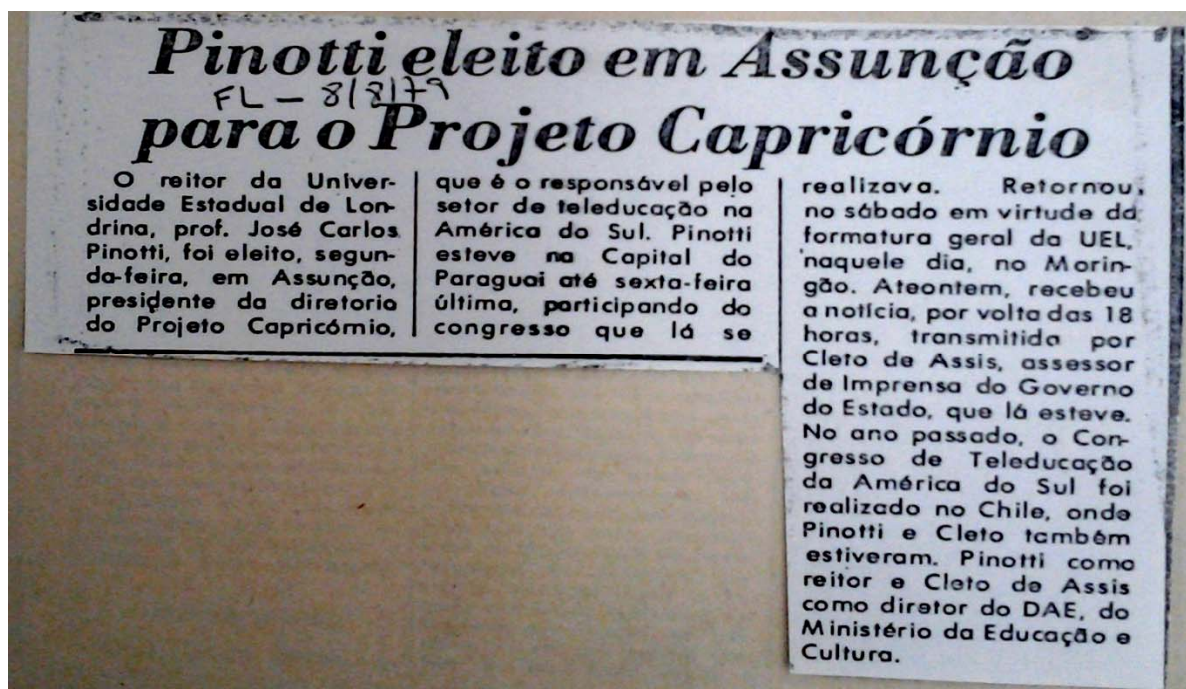 Pinotti eleito em Assunção
FL - 8/8/79
para o Projeto Capricórnio
O reitor da Univer-
sidade Estadual de Lon-
drina, prof. José Carlos
Pinotti, foi eleito, segun-
da-feira, em Assunção,
presidente da diretoria
do Projeto Capricórnio,
que é o responsável pelo
setor de teleducação na
América do Sul. Pinotti
esteve na Capital do
Paraguai até sexta-feira
última, participando do
congresso que lá se
realizava. Retornou,
no sábado em virtude da
formatura geral da UEL,
naquele dia, no Morin-
gão. Ateontem, recebeu
a notícia, por volta das 18
horas, transmitida por
Cleto de Assis, assessor
de Imprensa do Governo
do Estado, que lá esteve.
No ano passado, o Con-
gresso de Teleducação
da América do Sul foi
realizado no Chile, onde
Pinotti e Cleto também
estiveram. Pinotti como
reitor e Cleto de Assis
como diretor do DAE, do
Ministério da Educação e
Cultura.